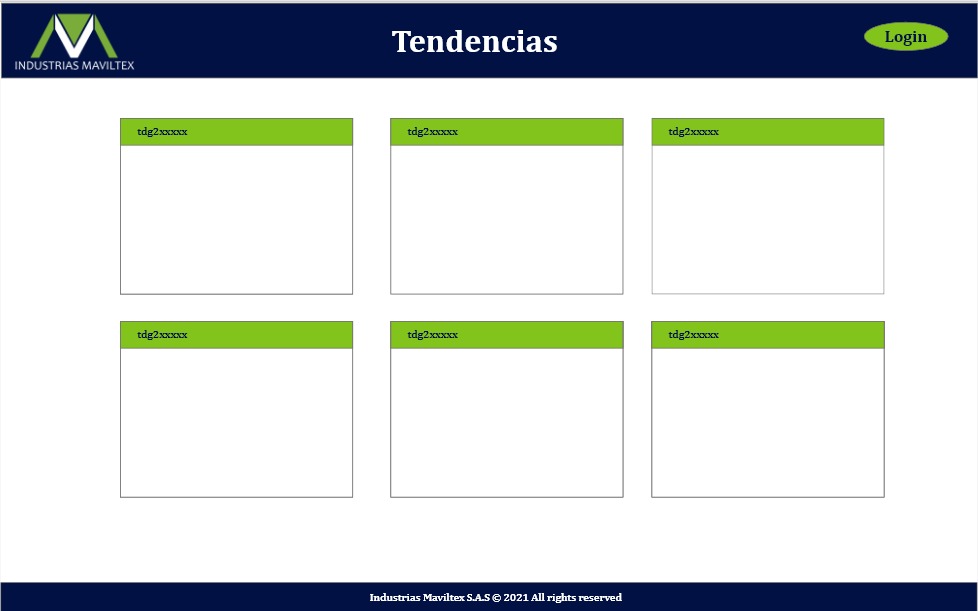 INDUSTRIAS MAVILTEX
Tendencias
Login
tdg2xxxxx
tdg2xxxxx
tdg2xxxxx
tdg2xxxxx
tdg2xxxxx
tdg2xxxxx
Industrias Maviltex S.A.S © 2021 All rights reserved